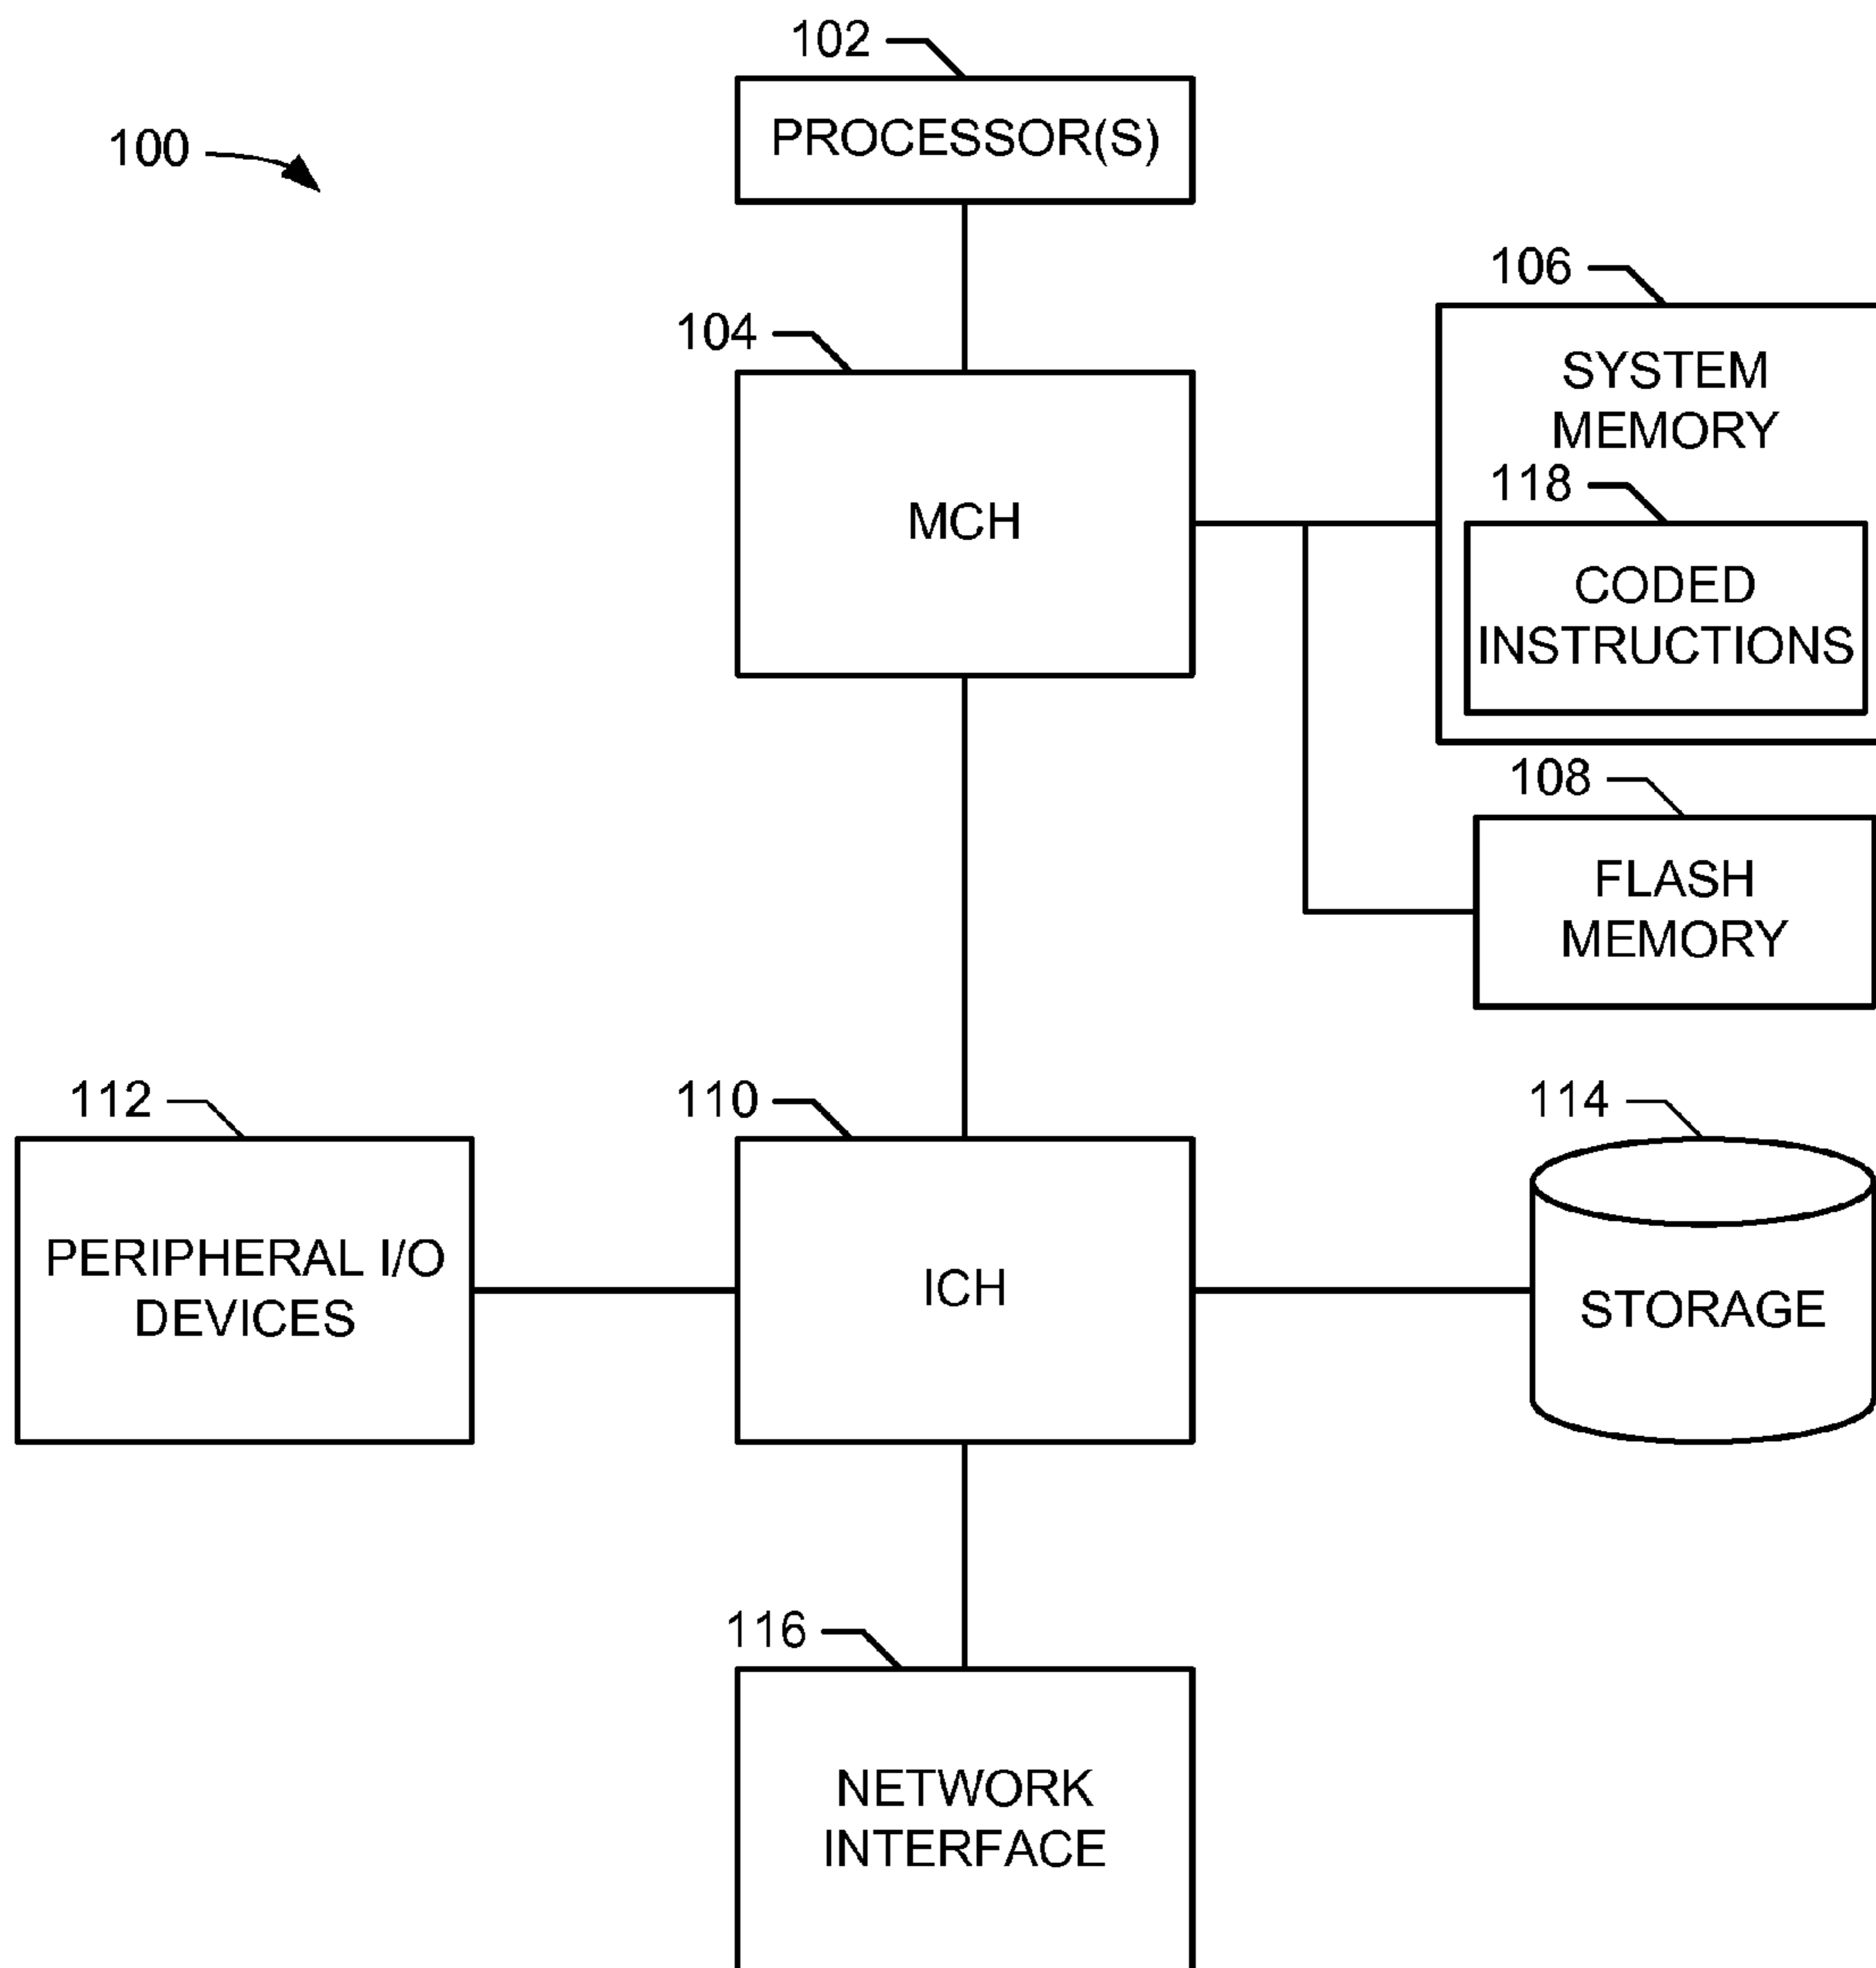 102
PROCESSOR(S)
100
106
SYSTEM
MEMORY
104
MCH
118
CODED
INSTRUCTIONS
108
FLASH
MEMORY
112
PERIPHERAL I/O
DEVICES
110
ICH
114
STORAGE
116
NETWORK
INTERFACE